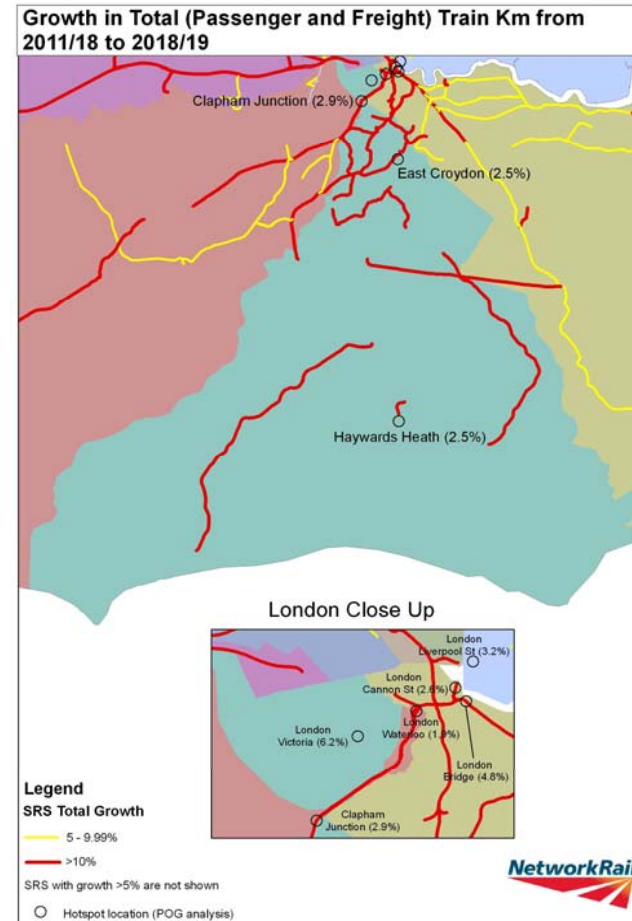 Growth in Total (Passenger and Freight) Train Km from
2011/18 to 2018/19
Clapham Junction (2.9%)
East Croydon (2.5%)
Haywards Heath (2.5%)
London Close Up
London
Liverpool St (3.2%)
London
Cannon St (2.6%)
London
Waterloo (1.9%)
London
Victoria (6.2%)
London
Bridge (4.8%)
Clapham
Junction (2.9%)
Legend
SRS Total Growth
5 - 9.99%
>10%
SRS with growth >5% are not shown
Hotspot location (POG analysis)
NetworkRail